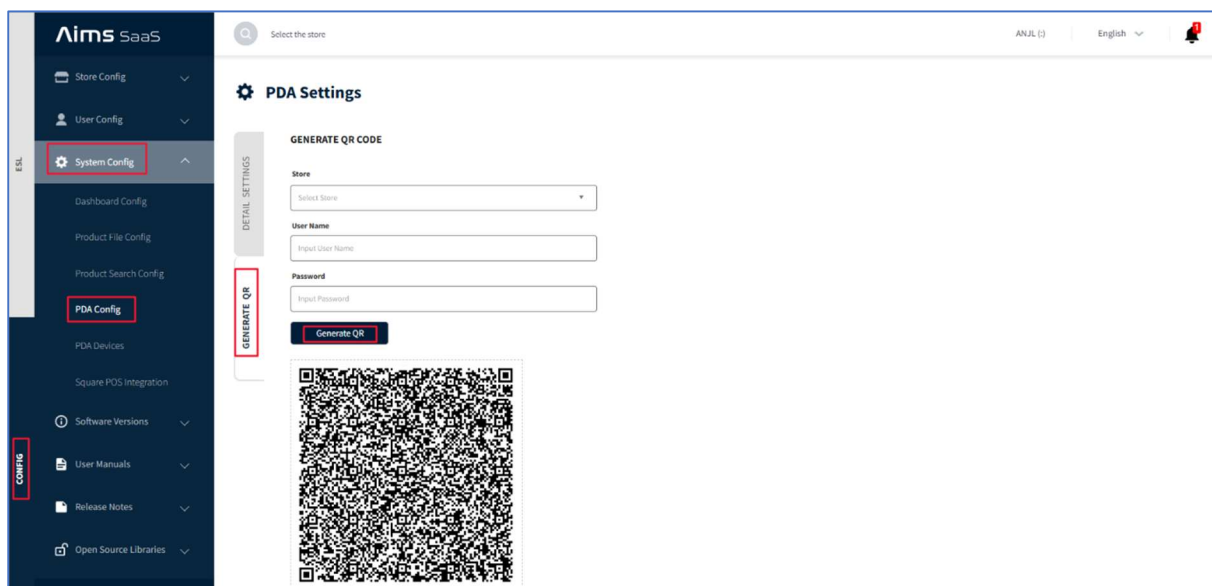 Aims SaaS
Select the store
ANJL (:)
English
1
ESL
CONFIG
Store Config
User Config
System Config
Dashboard Config
Product File Config
Product Search Config
PDA Config
PDA Devices
Square POS Integration
Software Versions
User Manuals
Release Notes
Open Source Libraries
PDA Settings
DETAIL SETTINGS
GENERATE QR
GENERATE QR CODE
Store
Select Store
User Name
Input User Name
Password
Input Password
Generate QR